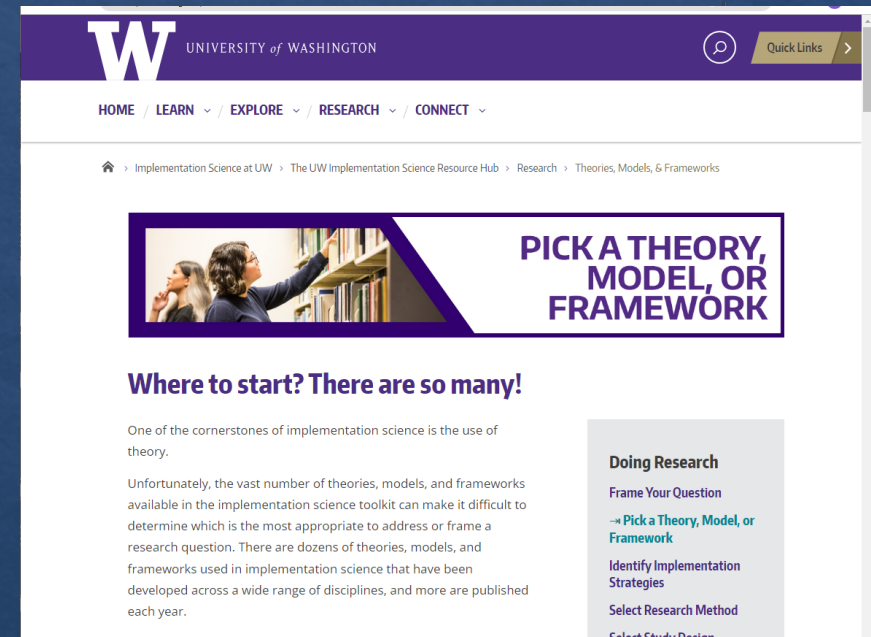 W UNIVERSITY of WASHINGTON
Quick Links
HOME / LEARN / EXPLORE / RESEARCH / CONNECT
Implementation Science at UW > The UW Implementation Science Resource Hub > Research > Theories, Models, & Frameworks
PICK A THEORY,
MODEL, OR
FRAMEWORK
Where to start? There are so many!
One of the cornerstones of implementation science is the use of
theory.
Unfortunately, the vast number of theories, models, and frameworks
available in the implementation science toolkit can make it difficult to
determine which is the most appropriate to address or frame a
research question. There are dozens of theories, models, and
frameworks used in implementation science that have been
developed across a wide range of disciplines, and more are published
each year.
Doing Research
Frame Your Question
⇥ Pick a Theory, Model, or
Framework
Identify Implementation
Strategies
Select Research Method
Select Study Design